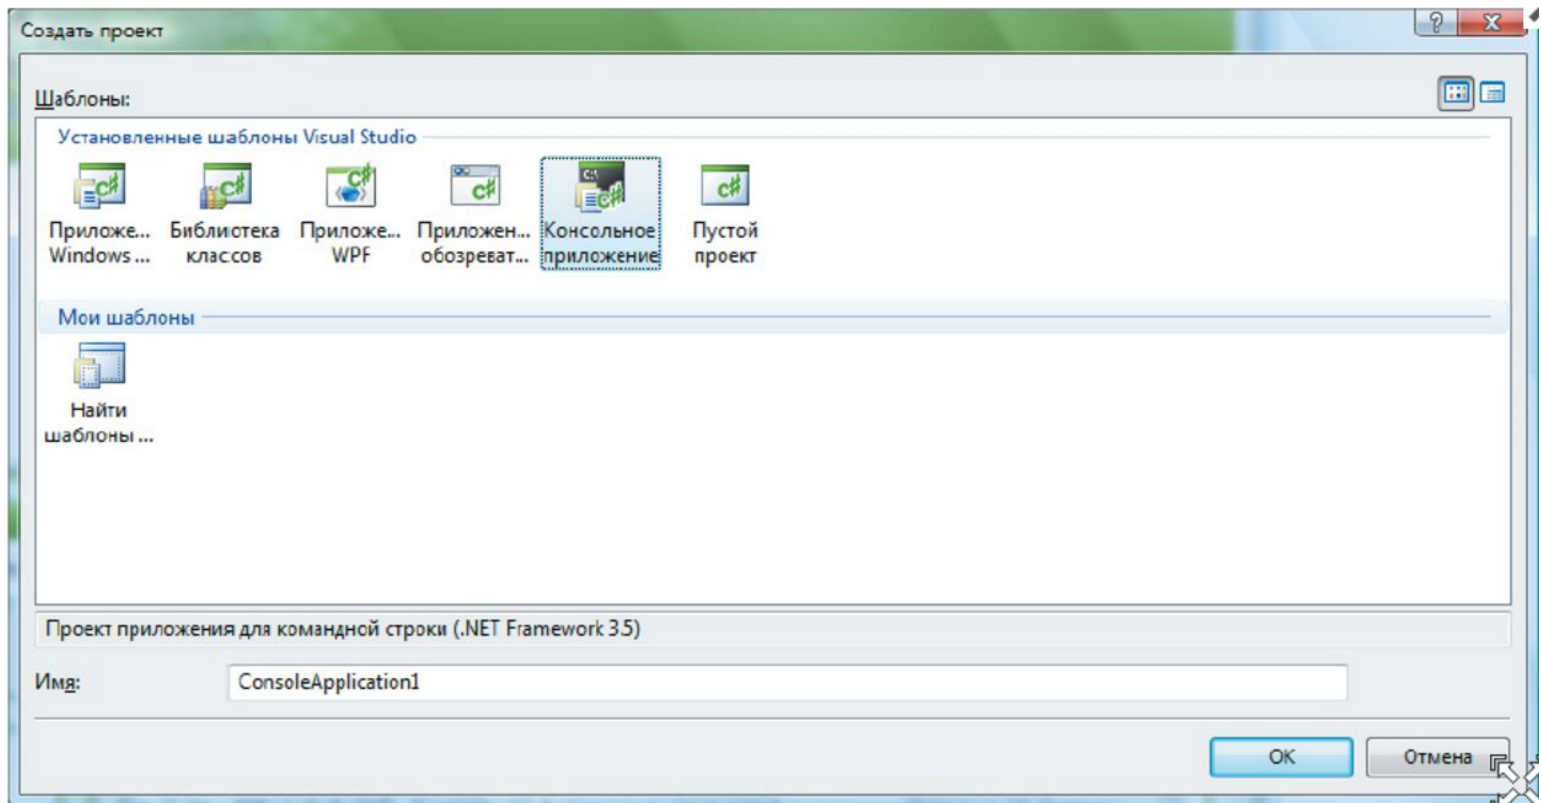 Создать проект
Шаблоны:
Установленные шаблоны Visual Studio
Приложе... Windows ...
Библиотека классов
Приложе... WPF
Приложен... обозреват...
Консольное приложение
Пустой проект
Мои шаблоны
Найти шаблоны ...
Проект приложения для командной строки (.NET Framework 3.5)
Имя:
ConsoleApplication1
OK
Отмена